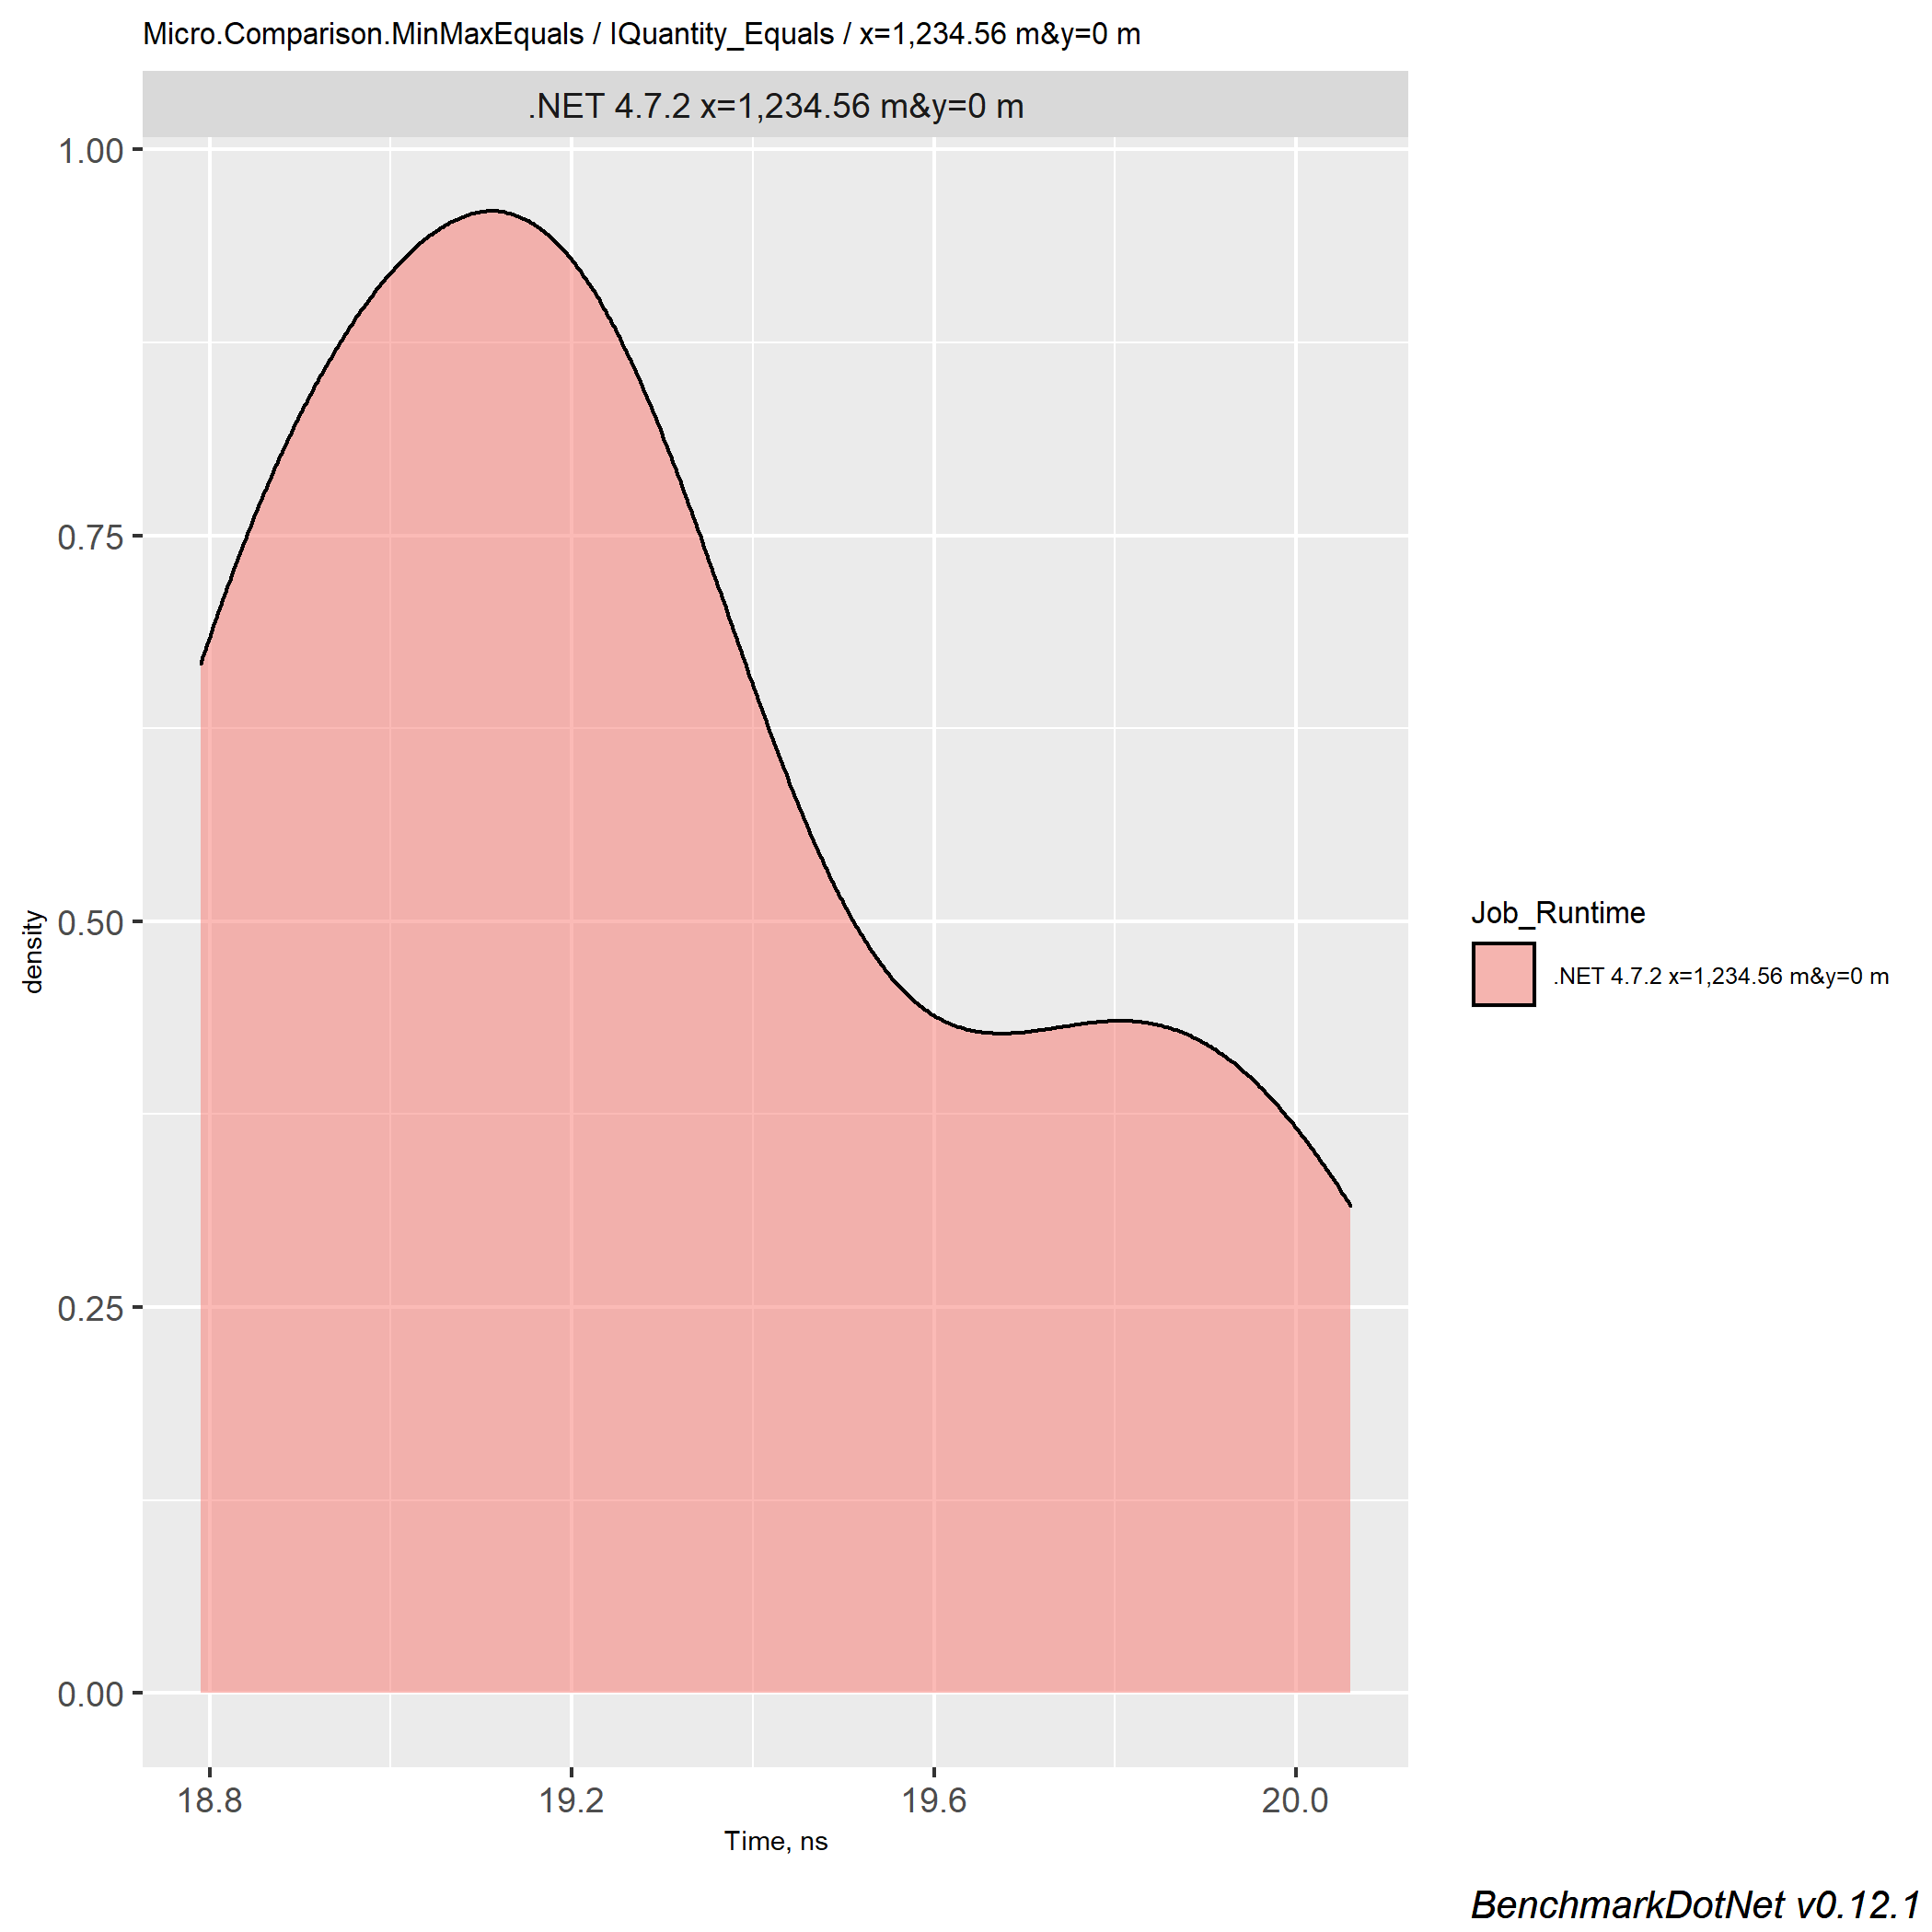 Micro.Comparison.MinMaxEquals / IQuantity_Equals / x=1,234.56 m&y=0 m
.NET 4.7.2 x=1,234.56 m&y=0 m
1.00
0.75
0.50
0.25
0.00
density
18.8 19.2 19.6 20.0
Time, ns
Job_Runtime
.NET 4.7.2 x=1,234.56 m&y=0 m
BenchmarkDotNet v0.12.1